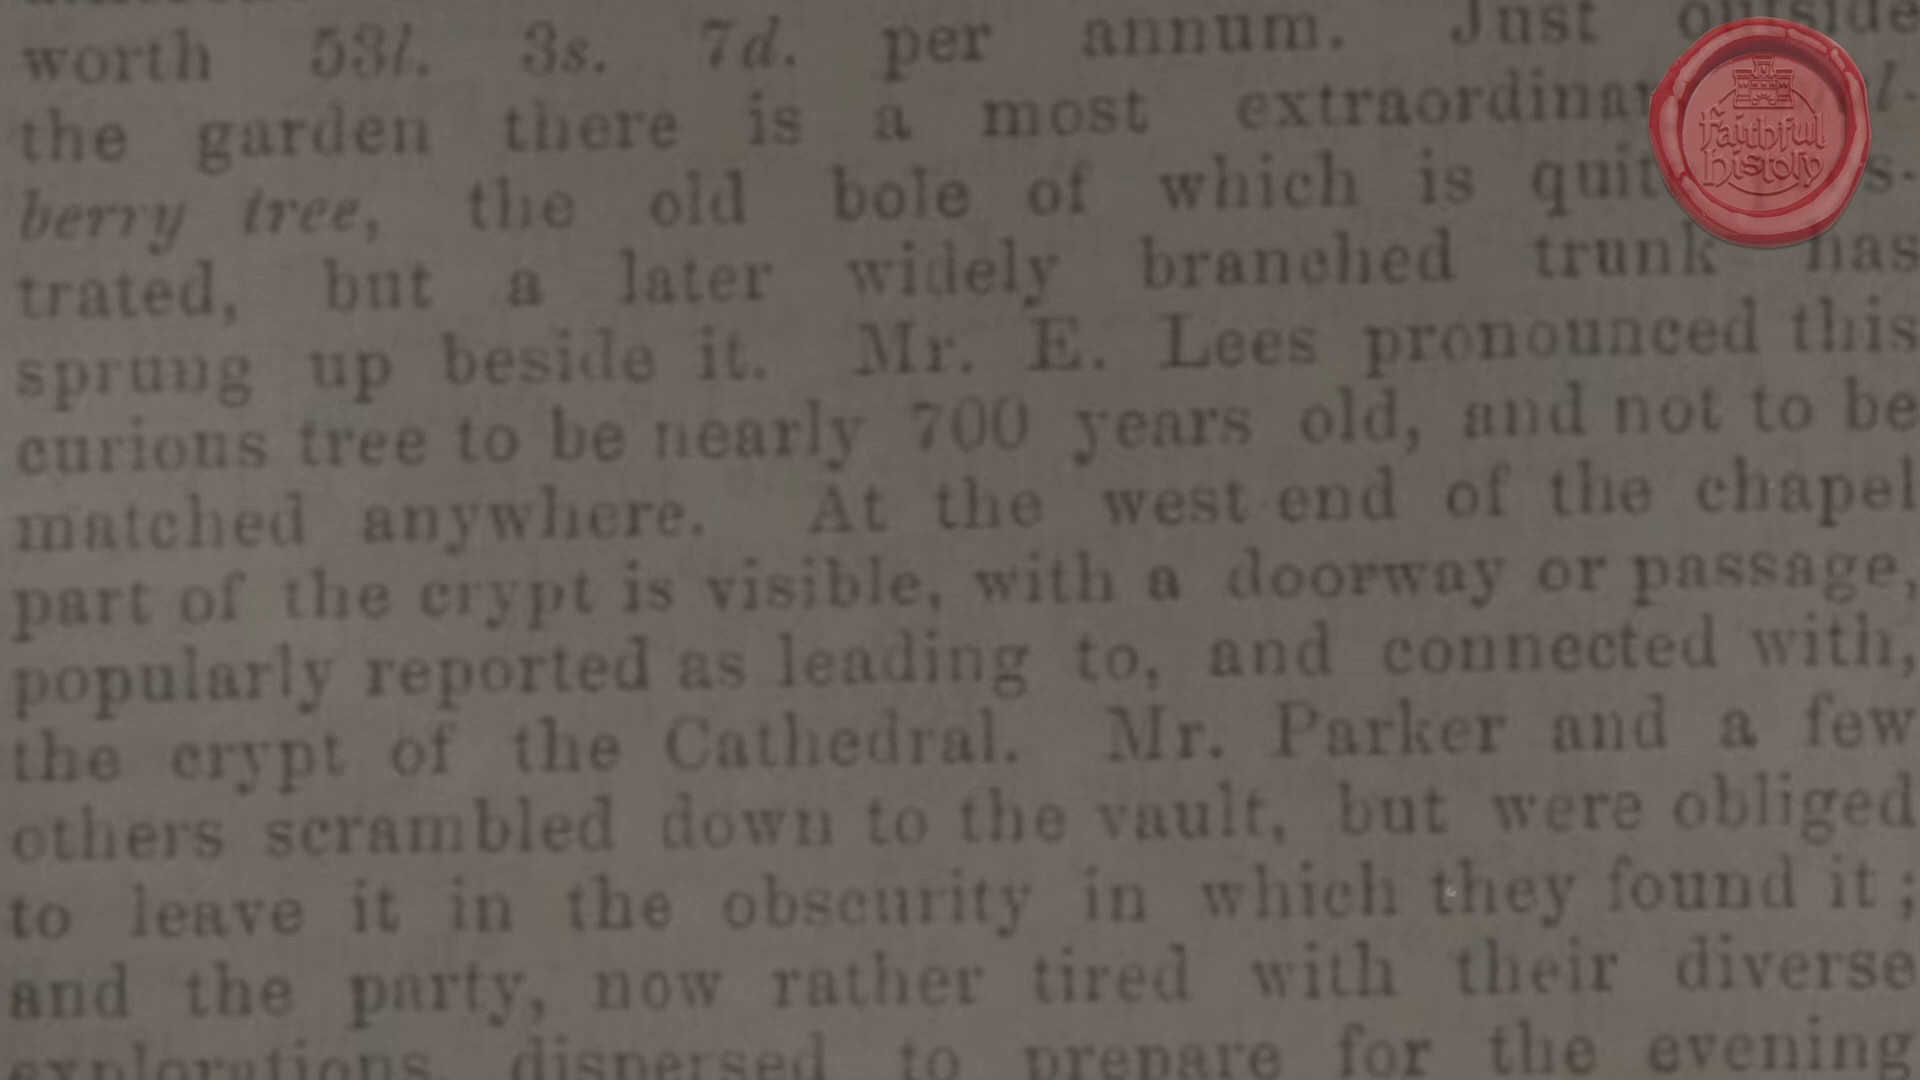 worth 53l. 3s. 7d. per annum. Just outside
the garden there is a most l-
berry tree, the old bole of which is s-
trated, but a later widely branched trunk has
sprung up beside it. Mr. E. Lees pronounced this
curious tree to be nearly 700 years old, and not to be
matched anywhere. At the west end of the chapel
part of the crypt is visible, with a doorway or passage,
popularly reported as leading to, and connected with,
the crypt of the Cathedral. Mr. Parker and a few
others scrambled down to the vault, but were obliged
to leave it in the obscurity in which they found it ;
and the party, now rather tired with their diverse
explorations, dispersed to prepare for the evening
faithful
history